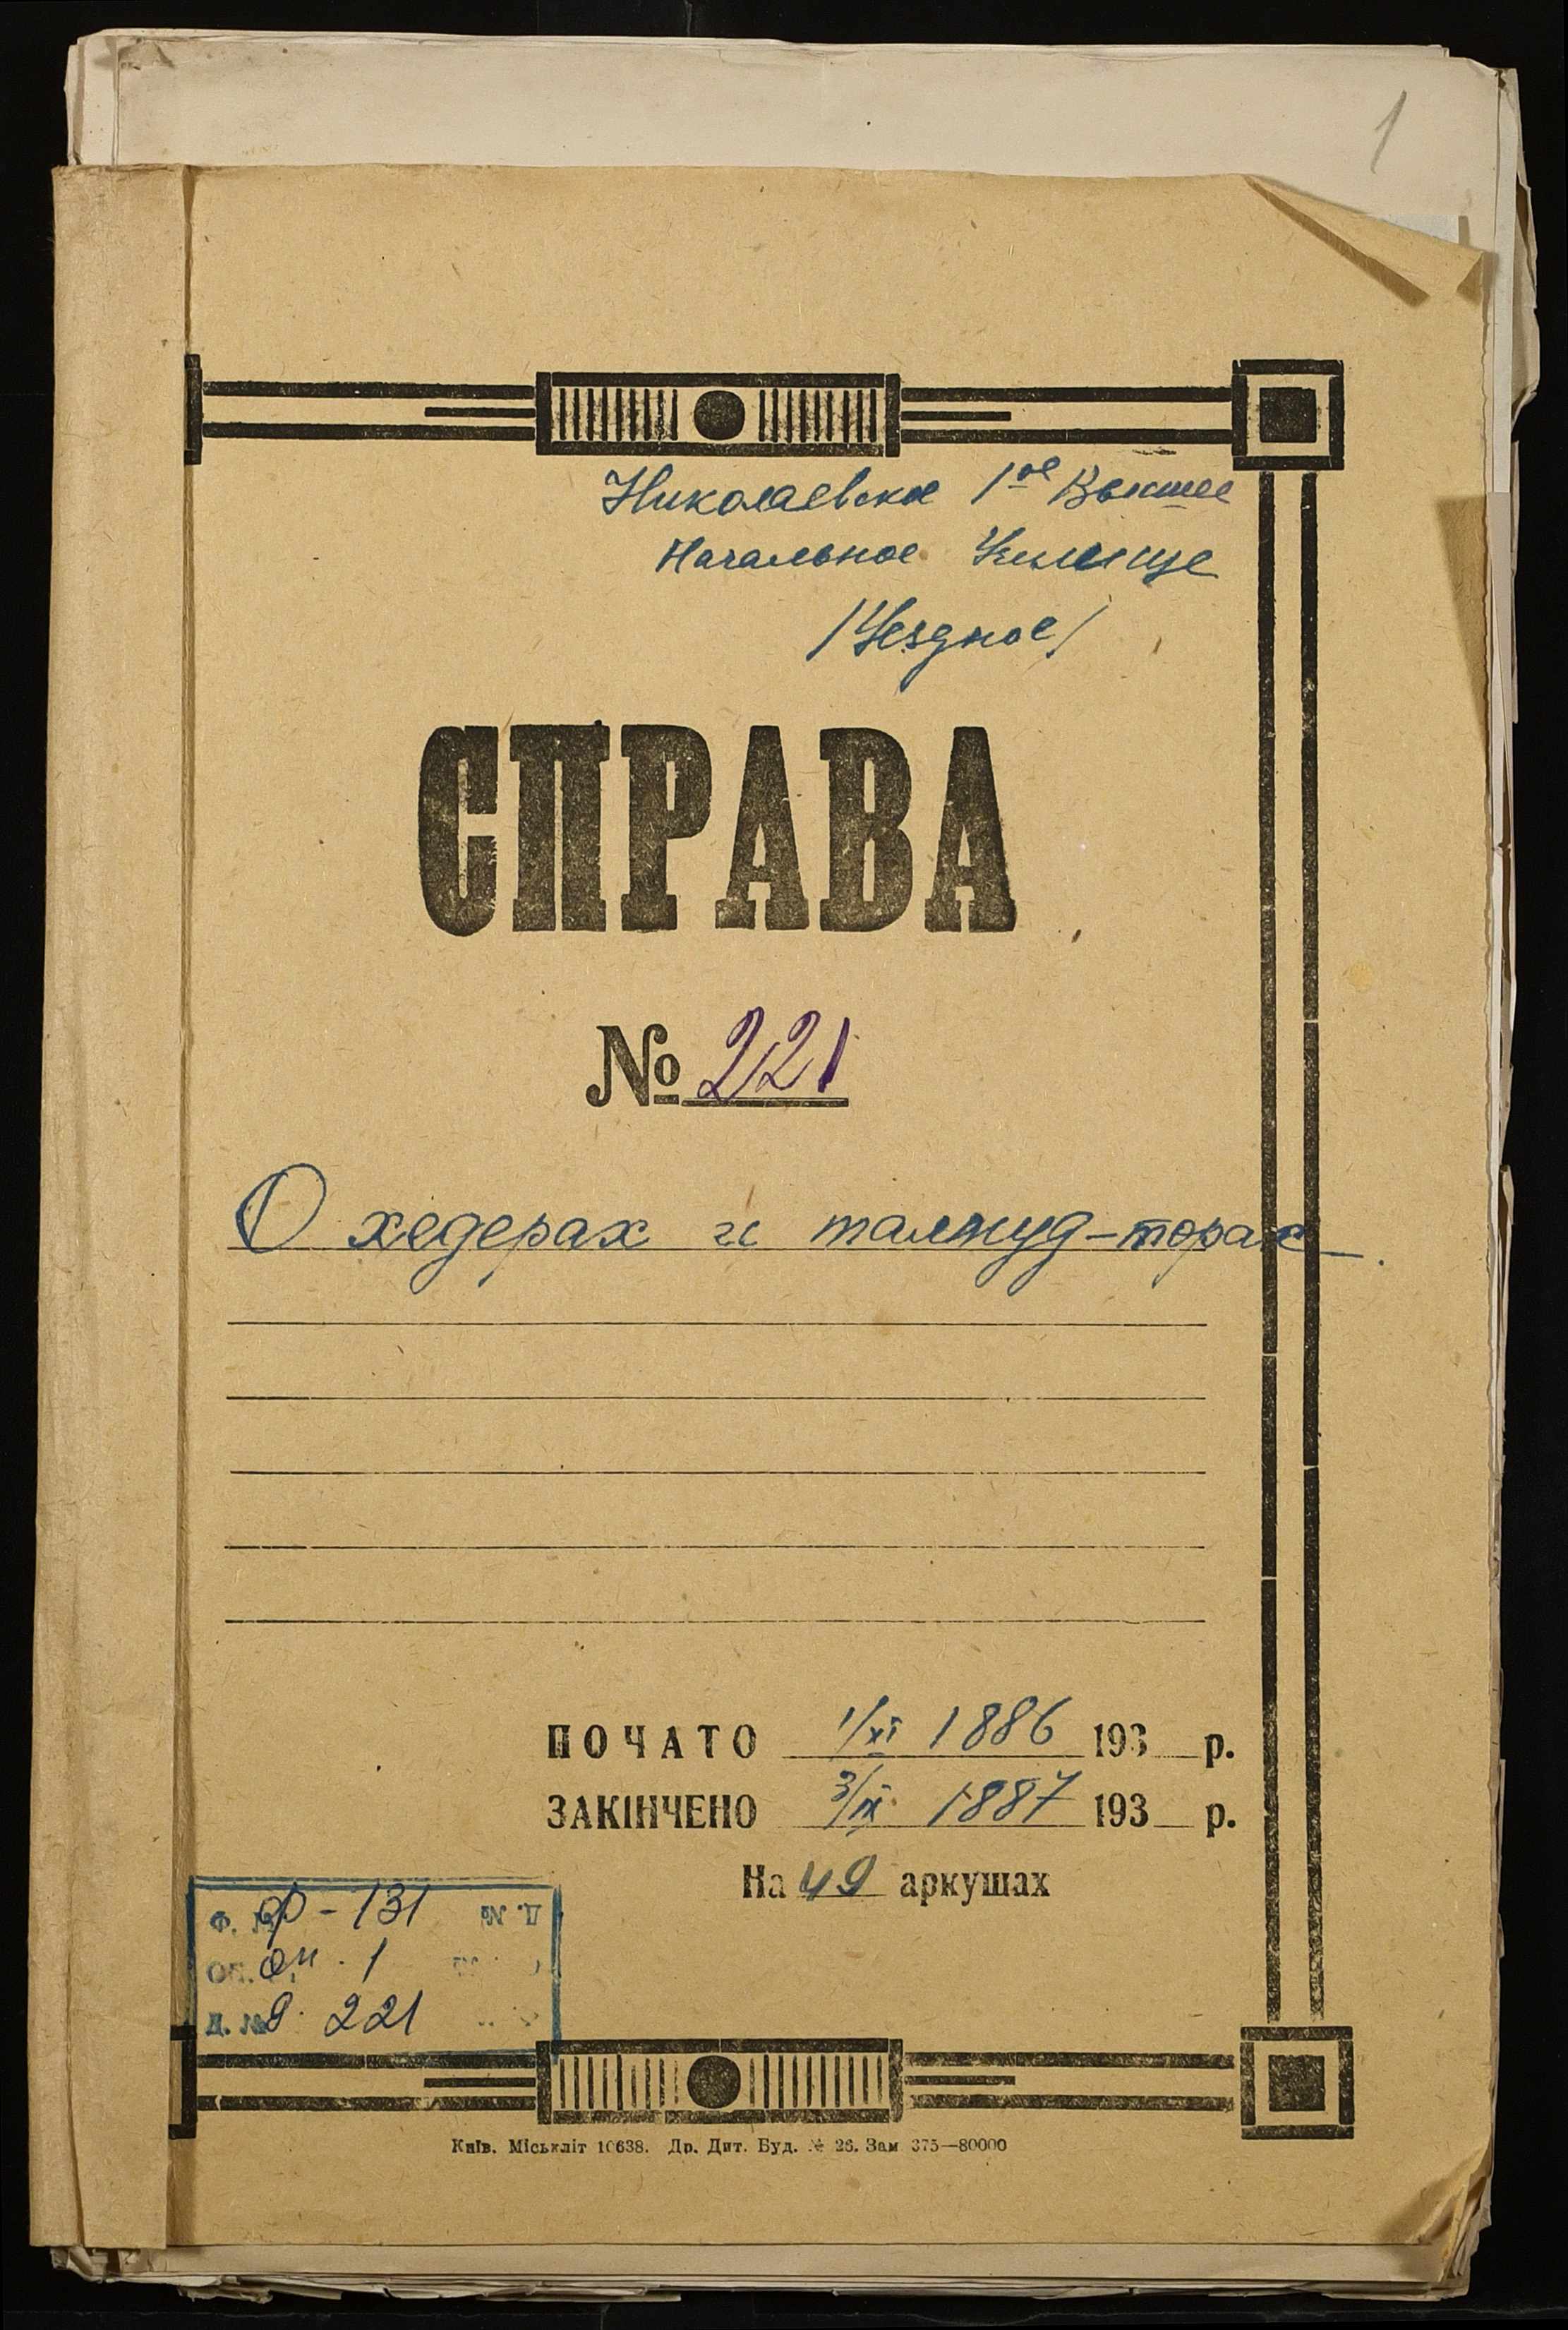 1
Николаевское 1ое Высшее
Начальное Училище
/Уездное/
СПРАВА
№ 221
О хедерах и талмуд-торах.
ПОЧАТО 1/XI 1886 193 р.
ЗАКІНЧЕНО 3/IX 1887 193 р.
На 49 аркушах
Ф. № ф-131
Оп. оп. 1
Д. № д. 221
Київ. Міськліт 10638. Др. Дит. Буд. № 26. Зам 375—80000